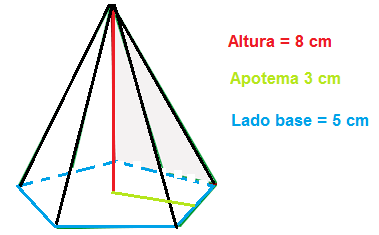 Altura = 8 cm
Apotema 3 cm
Lado base = 5 cm